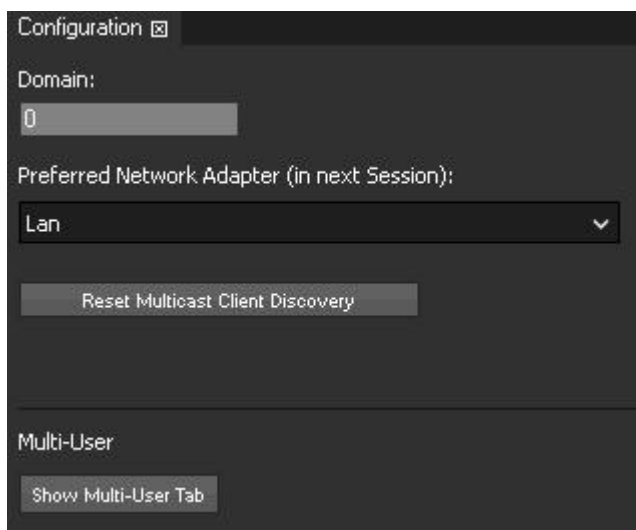 Configuration
Domain:
0
Preferred Network Adapter (in next Session):
Lan
Reset Multicast Client Discovery
Multi-User
Show Multi-User Tab